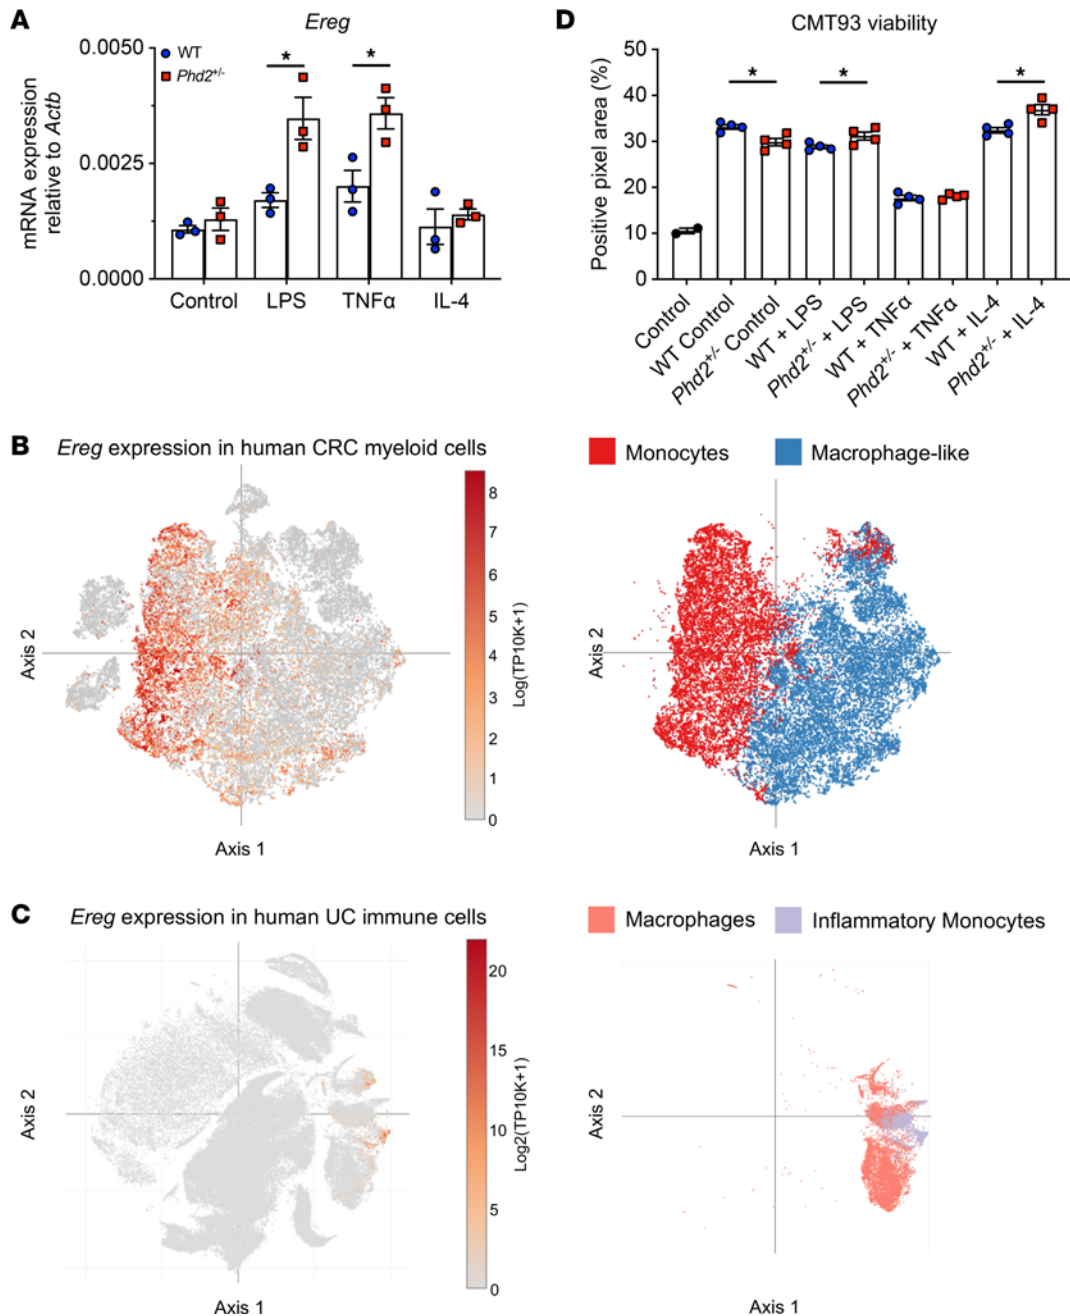 A
Ereg
WT
Phd2+/-
mRNA expression
relative to Actb
0.0050
0.0025
0.0000
*
*
Control
LPS
TNFα
IL-4
D
CMT93 viability
Positive pixel area (%)
50
40
30
20
10
0
*
*
*
Control
WT Control
Phd2+/- Control
WT + LPS
Phd2+/- + LPS
WT + TNFα
Phd2+/- + TNFα
WT + IL-4
Phd2+/- + IL-4
B
Ereg expression in human CRC myeloid cells
Axis 2
Axis 1
8
7
6
5
4
3
2
1
0
Log(TP10K+1)
Monocytes
Macrophage-like
Axis 2
Axis 1
C
Ereg expression in human UC immune cells
Axis 2
Axis 1
20
15
10
5
0
Log2(TP10K+1)
Macrophages
Inflammatory Monocytes
Axis 2
Axis 1